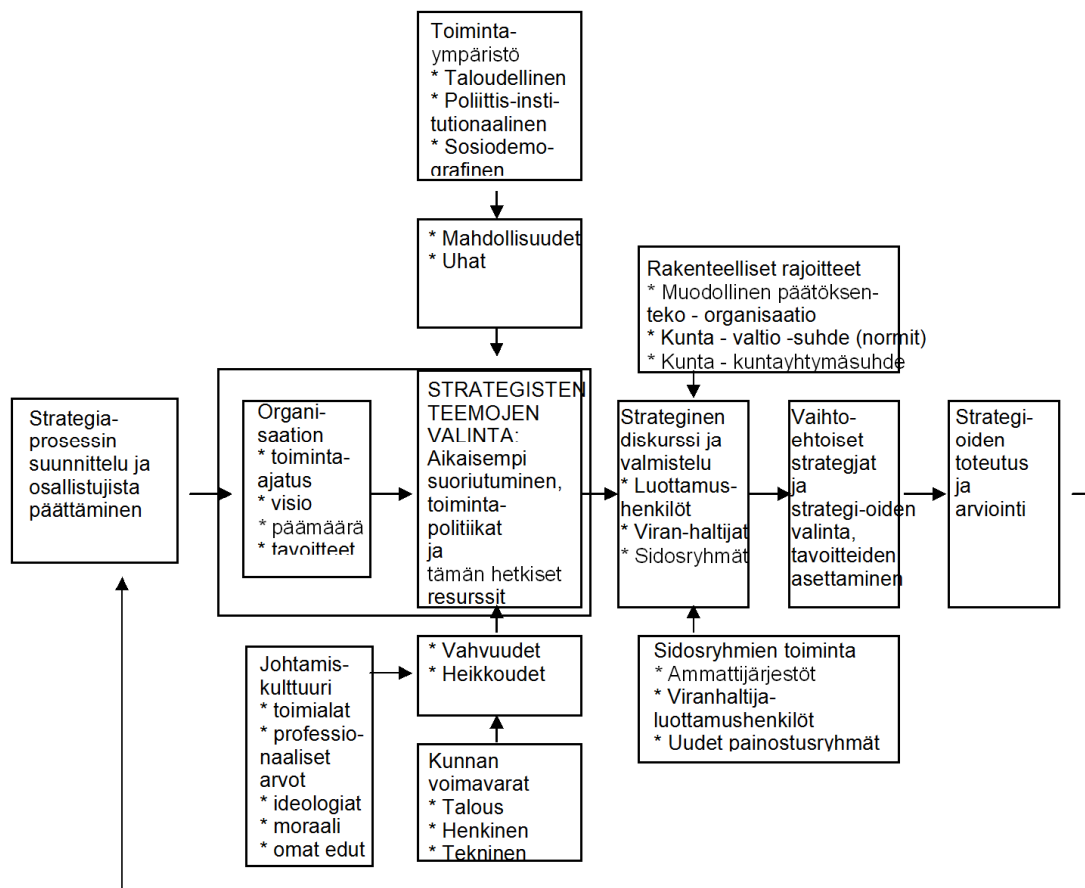 Toiminta-
ympäristö
* Taloudellinen
* Poliittis-insti-
tutionaalinen
* Sosiodemo-
grafinen
* Mahdollisuudet
* Uhat
Rakenteelliset rajoitteet
* Muodollinen päätöksen-
teko - organisaatio
* Kunta - valtio -suhde (normit)
* Kunta - kuntayhtymäsuhde
Strategia-
prosessin
suunnittelu ja
osallistujista
päättäminen
Organi-
saation
* toiminta-
ajatus
* visio
* päämäärä
* tavoitteet
STRATEGISTEN
TEEMOJEN
VALINTA:
Aikaisempi
suoriutuminen,
toiminta-
politiikat
ja
tämän hetkiset
resurssit
Strateginen
diskurssi ja
valmistelu
* Luottamus-
henkilöt
* Viran-haltijat
* Sidosryhmät
Vaihto-
ehtoiset
strategjat
ja
strategi-oiden
valinta,
tavoitteiden
asettaminen
Strategi-
oiden
toteutus
ja
arviointi
Johtamis-
kulttuuri
* toimialat
* professio-
naaliset
arvot
* ideologiat
* moraali
* omat edut
* Vahvuudet
* Heikkoudet
Kunnan
voimavarat
* Talous
* Henkinen
* Tekninen
Sidosryhmien toiminta
* Ammattijärjestöt
* Viranhaltija-
luottamushenkilöt
* Uudet painostusryhmät